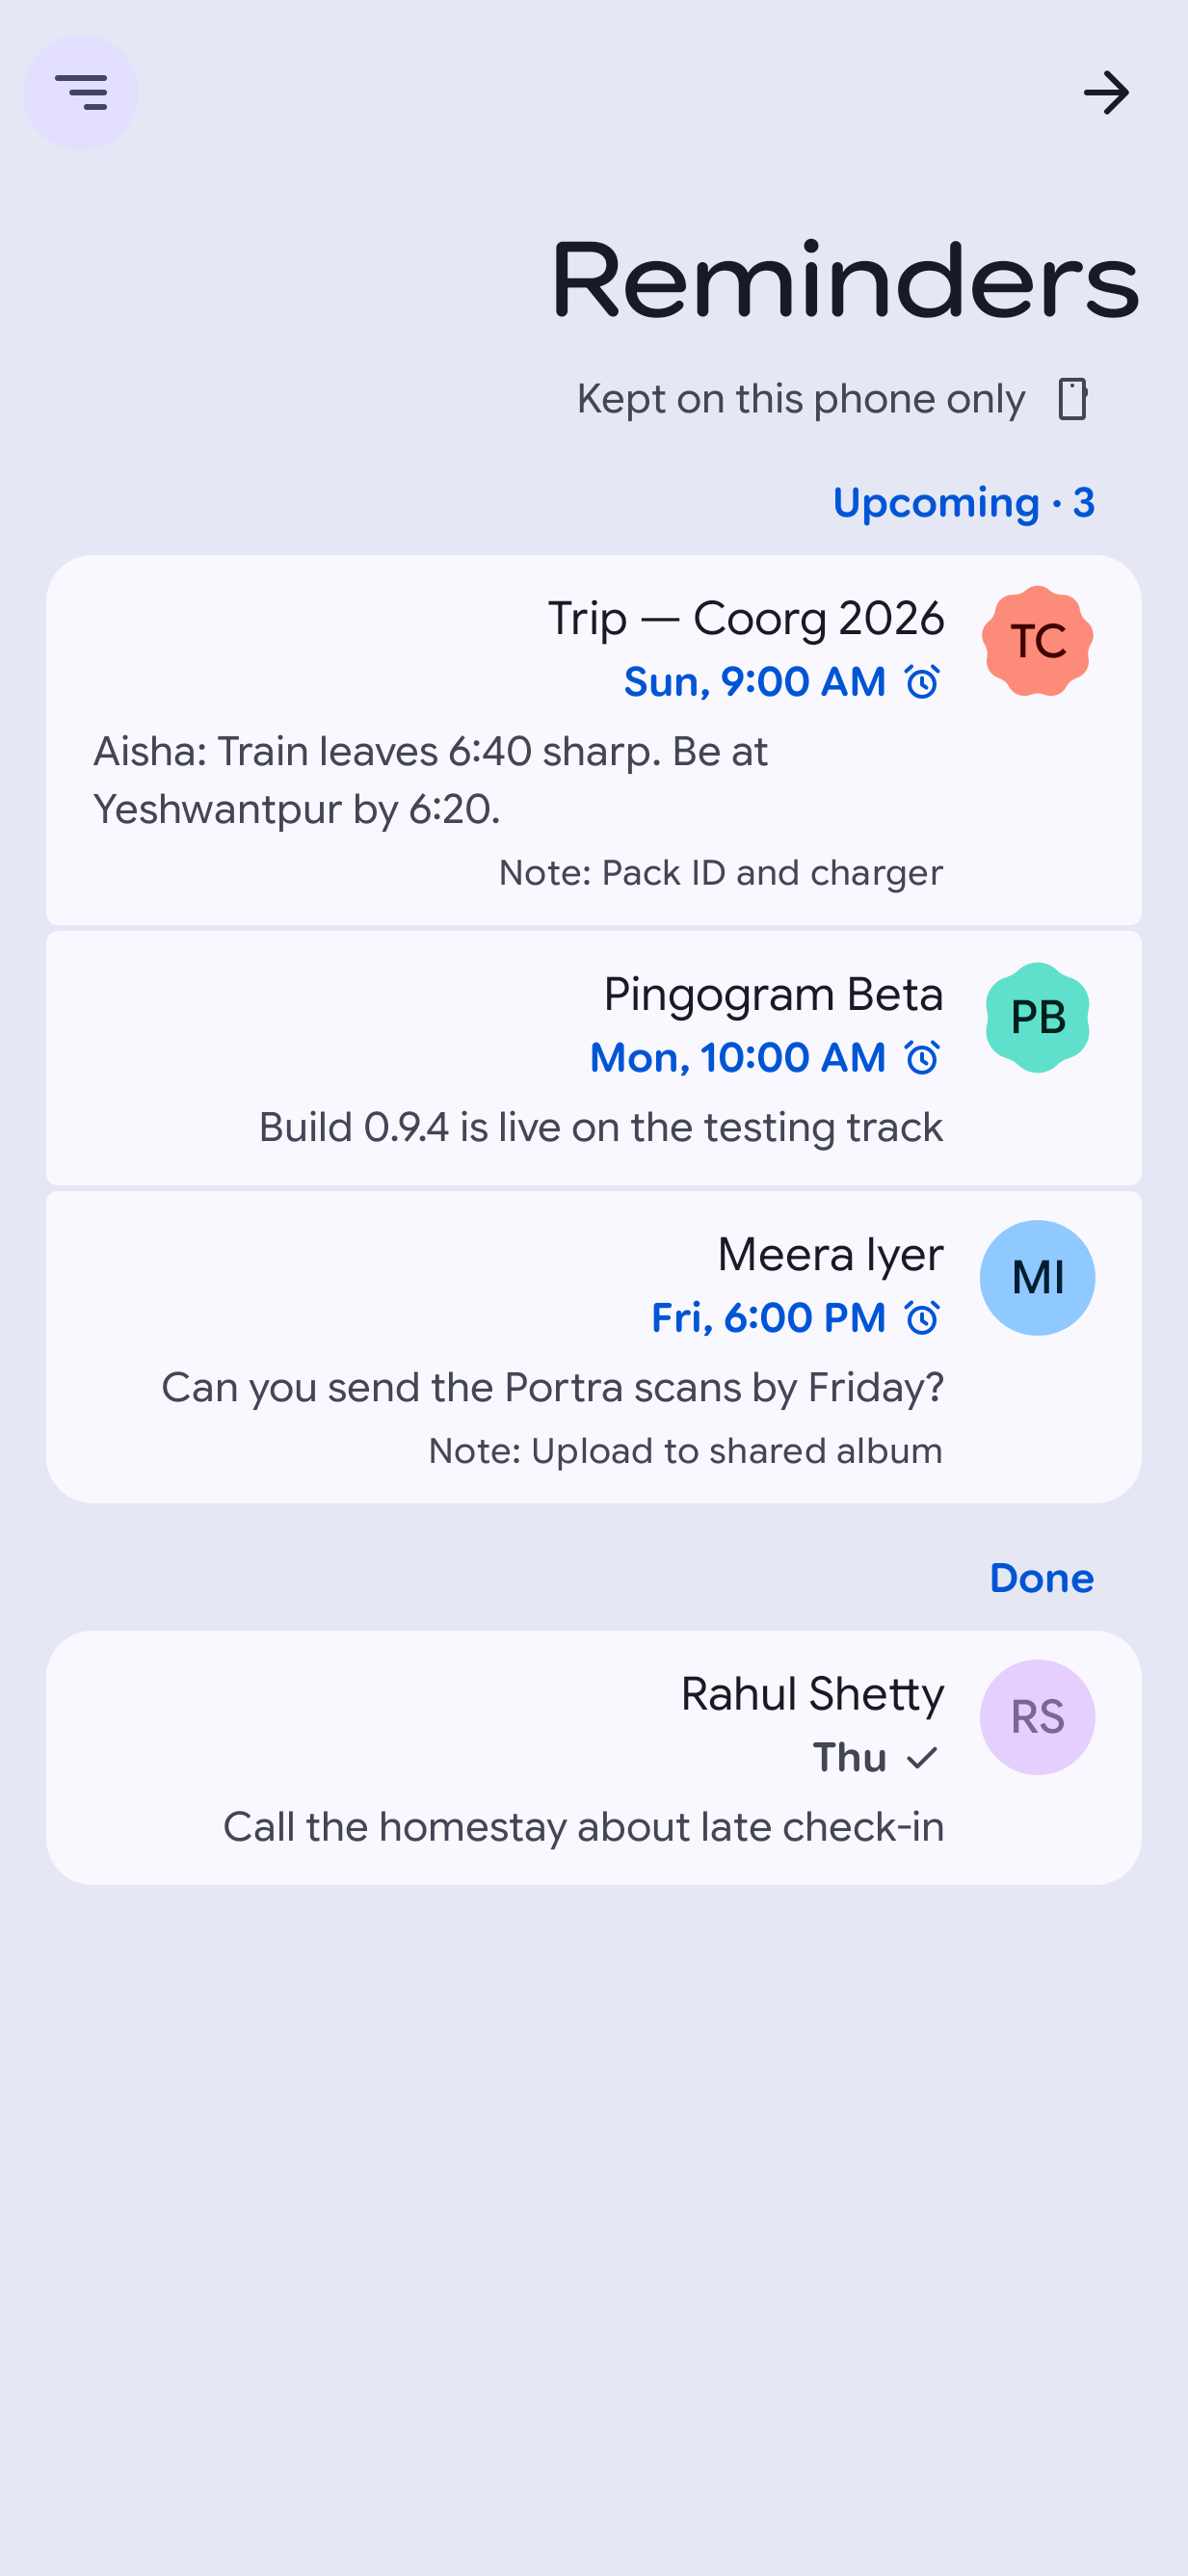 Reminders
Kept on this phone only
Upcoming · 3
Trip — Coorg 2026
TC
Sun, 9:00 AM
Aisha: Train leaves 6:40 sharp. Be at
Yeshwantpur by 6:20.
Note: Pack ID and charger
Pingogram Beta
PB
Mon, 10:00 AM
Build 0.9.4 is live on the testing track
Meera Iyer
MI
Fri, 6:00 PM
Can you send the Portra scans by Friday?
Note: Upload to shared album
Done
Rahul Shetty
RS
Thu
Call the homestay about late check-in